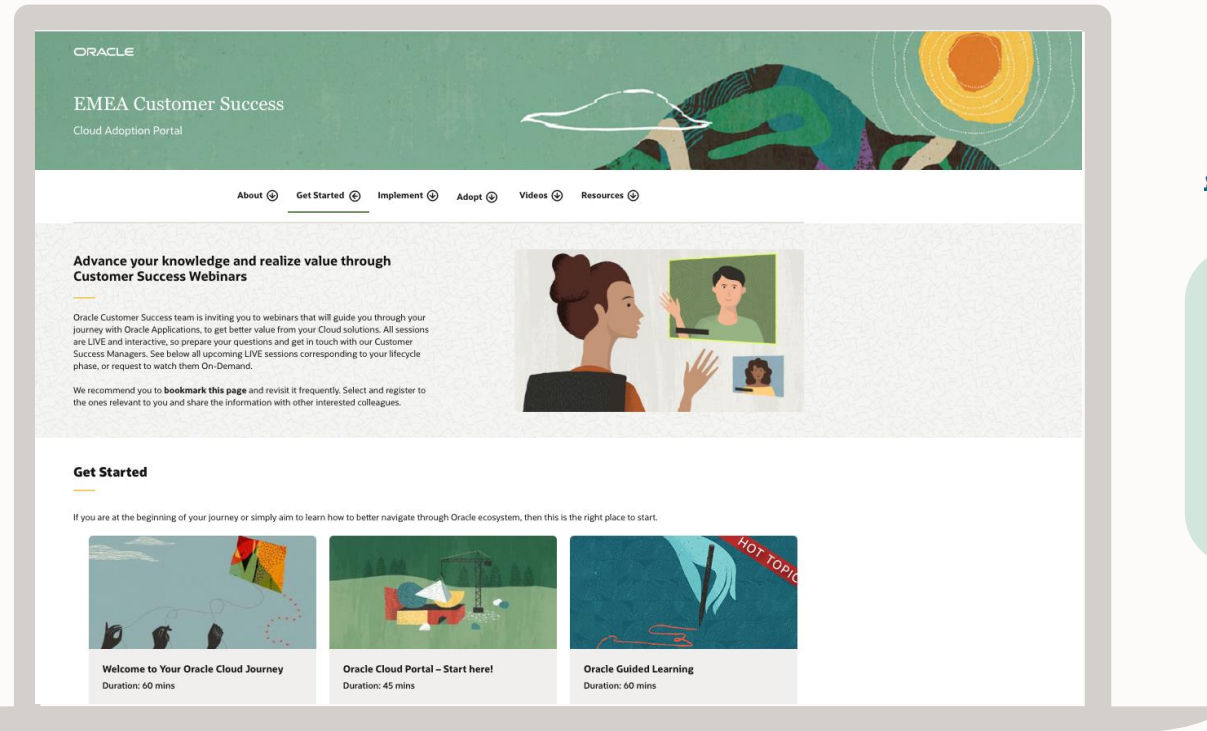 ORACLE
EMEA Customer Success
Cloud Adoption Portal
About Get Started Implement Adopt Videos Resources
Advance your knowledge and realize value through
Customer Success Webinars
Oracle Customer Success team is inviting you to webinars that will guide you through your
journey with Oracle Applications, to get better value from your Cloud solutions. All sessions
are LIVE and interactive, so prepare your questions and get in touch with our Customer
Success Managers. See below all upcoming LIVE sessions corresponding to your lifecycle
phase, or request to watch them On-Demand.
We recommend you to bookmark this page and revisit it frequently. Select and register to
the ones relevant to you and share the information with other interested colleagues.
Get Started
If you are at the beginning of your journey or simply aim to learn how to better navigate through Oracle ecosystem, then this is the right place to start.
HOT TOPIC
Welcome to Your Oracle Cloud Journey
Duration: 60 mins
Oracle Cloud Portal – Start here!
Duration: 45 mins
Oracle Guided Learning
Duration: 60 mins